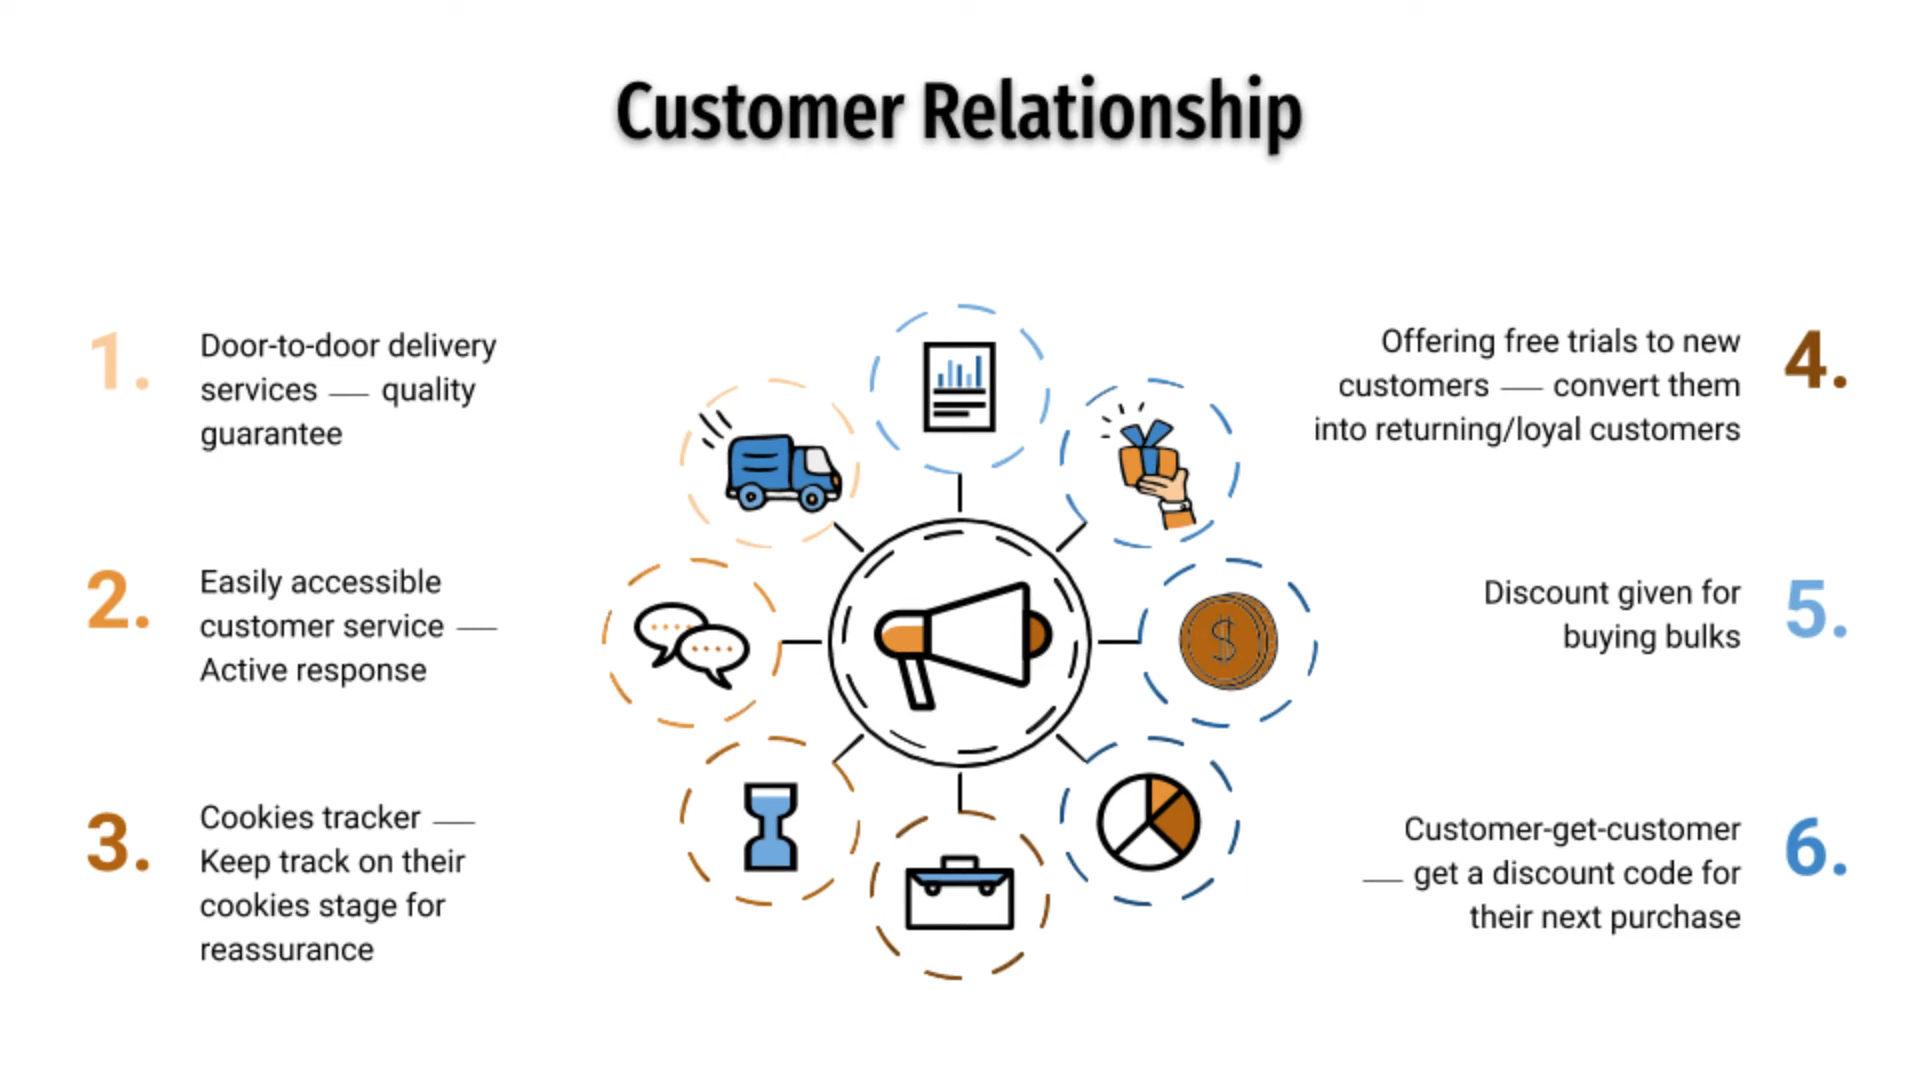 Customer Relationship
1.
Door-to-door delivery
services — quality
guarantee
2.
Easily accessible
customer service —
Active response
3.
Cookies tracker —
Keep track on their
cookies stage for
reassurance
4.
Offering free trials to new
customers — convert them
into returning/loyal customers
5.
Discount given for
buying bulks
6.
Customer-get-customer
— get a discount code for
their next purchase
$